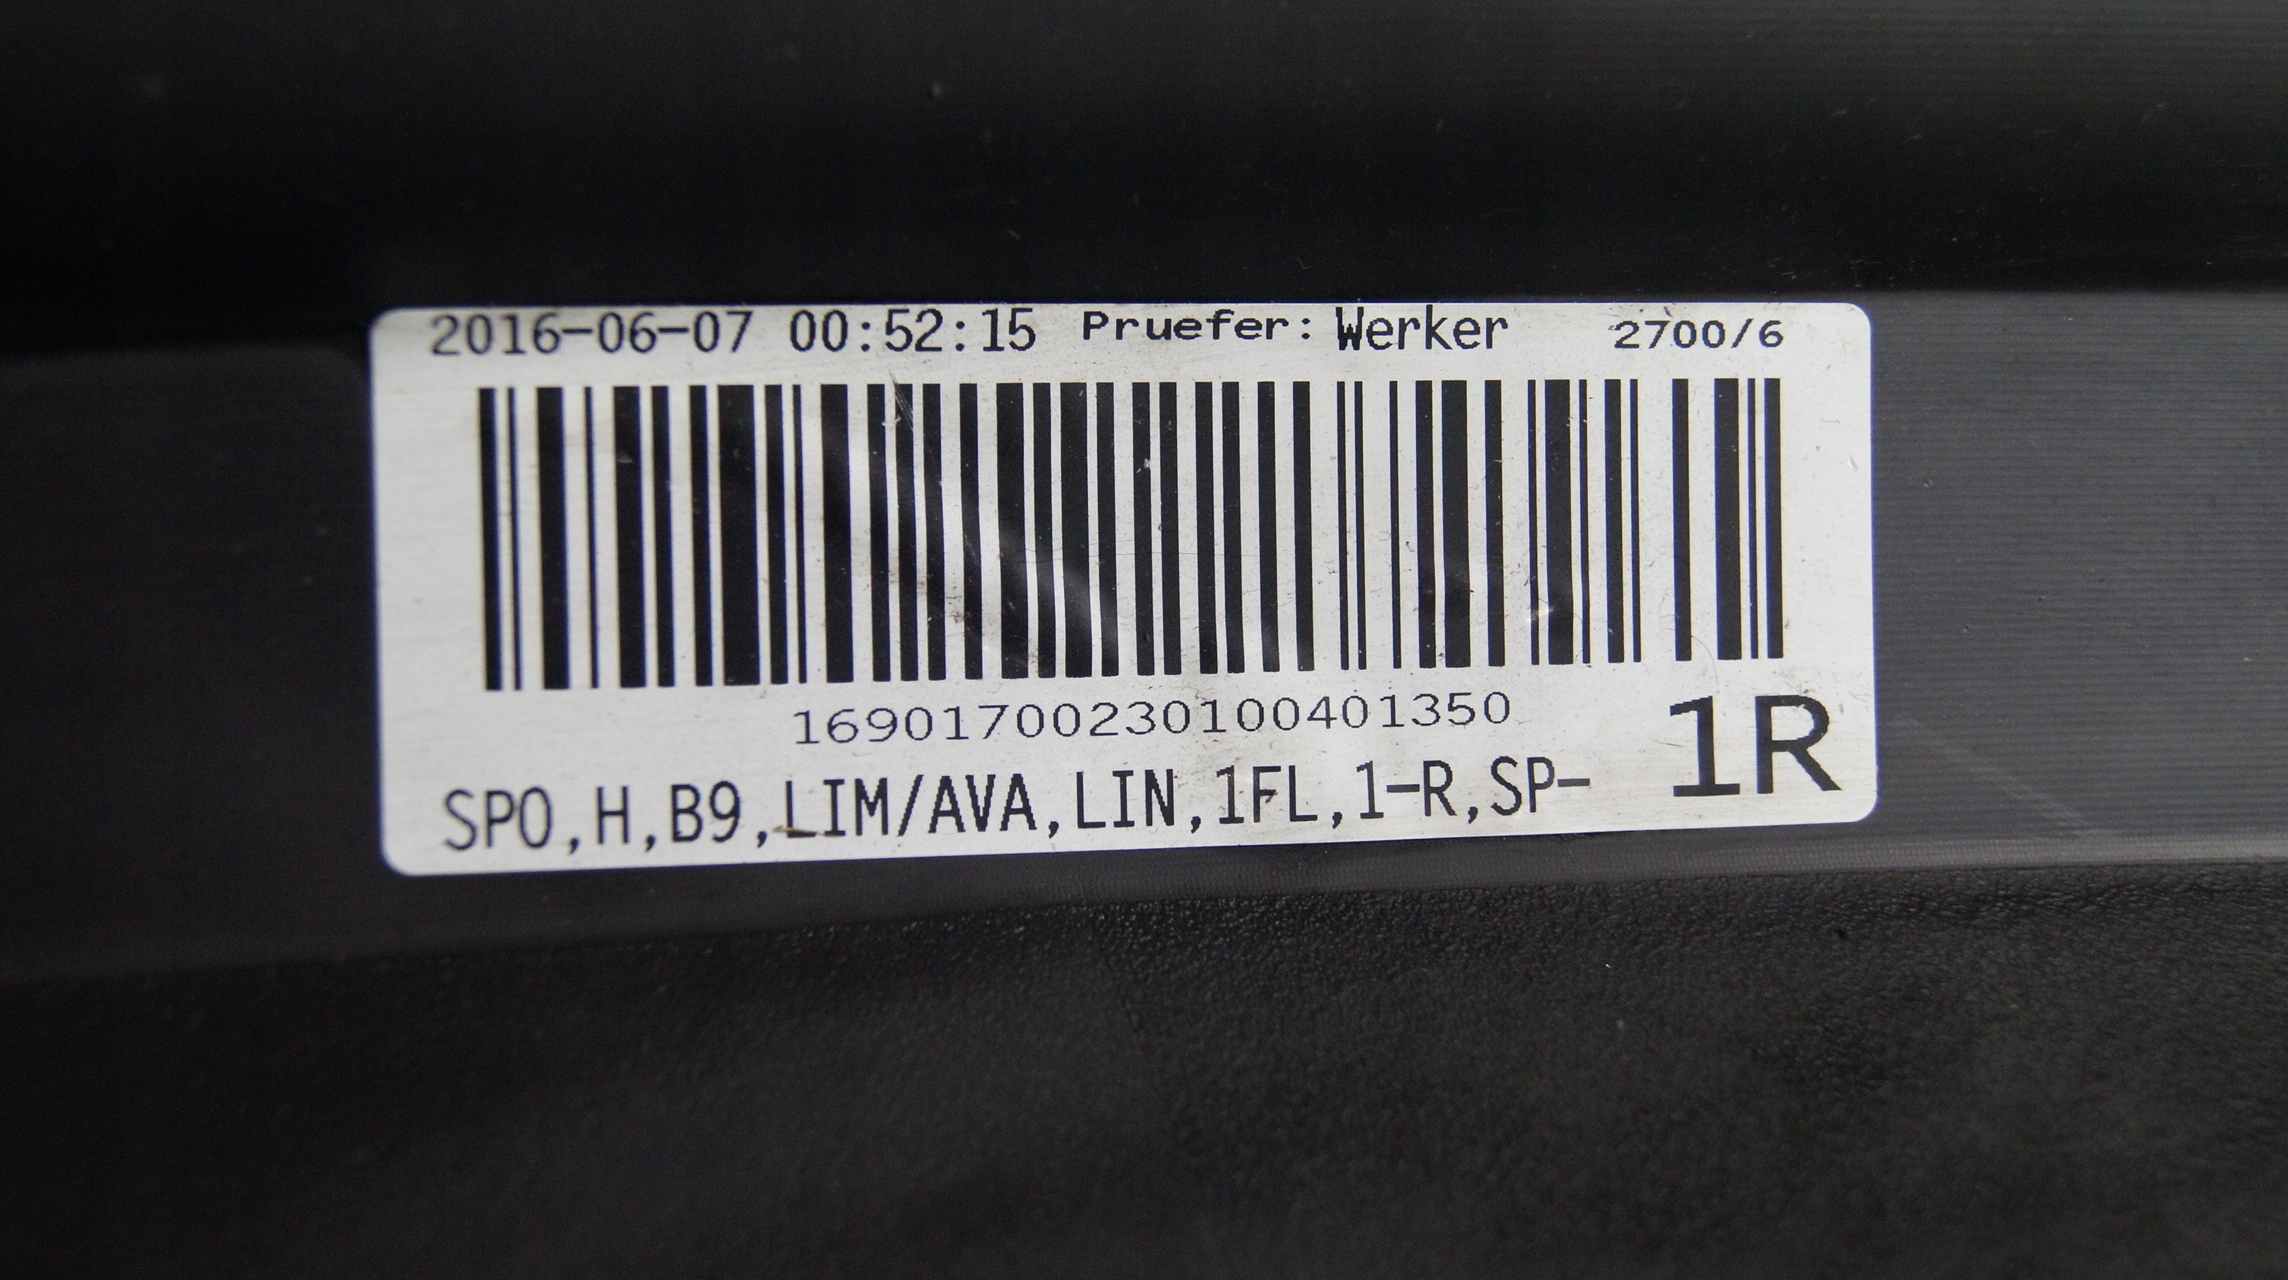 2016-06-07 00:52:15 Pruefer: Werker 2700/6
16901700230100401350
SPO,H,B9,LIM/AVA,LIN,1FL,1-R,SP- 1R